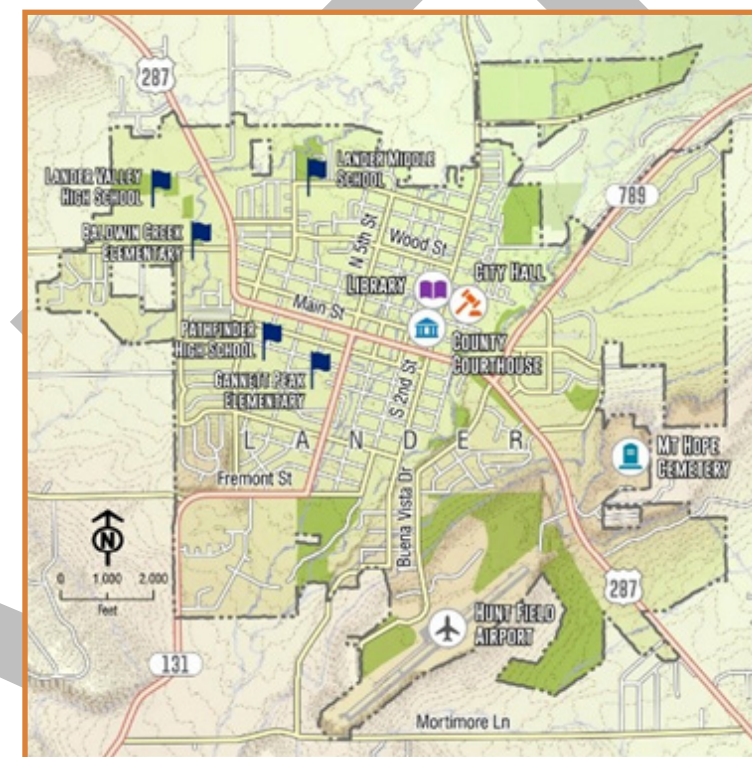 287
LANDER VALLEY
HIGH SCHOOL
LANDER MIDDLE
SCHOOL
789
BALDWIN CREEK
ELEMENTARY
N 5th St
Wood St
LIBRARY
CITY HALL
Main St
PATHFINDER
HIGH SCHOOL
COUNTY
COURTHOUSE
GANNETT PEAK
ELEMENTARY
S 2nd St
LANDER
MT HOPE
CEMETERY
Fremont St
Buena Vista Dr
N
0 1,000 2,000
Feet
287
HUNT FIELD
AIRPORT
131
Mortimore Ln